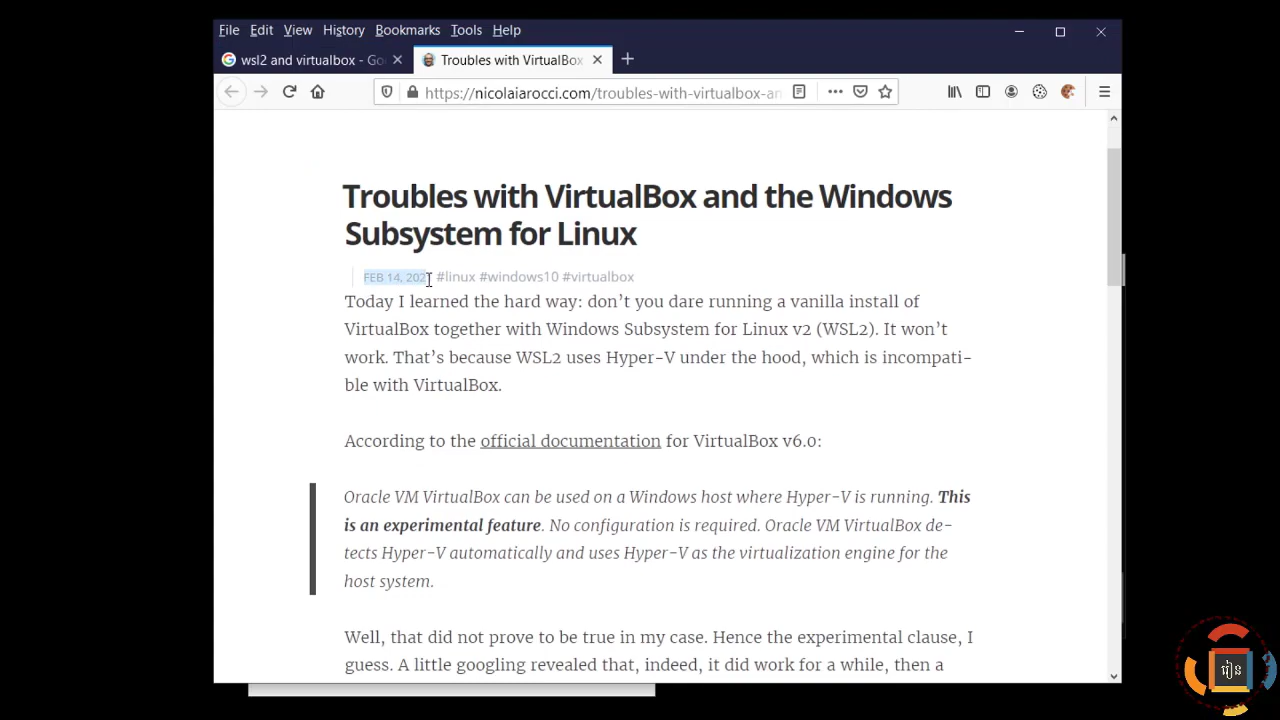 File Edit View History Bookmarks Tools Help
wsl2 and virtualbox - Go
Troubles with VirtualBox
https://nicolaiarocci.com/troubles-with-virtualbox-an
Troubles with VirtualBox and the Windows
Subsystem for Linux
FEB 14, 202 #linux #windows10 #virtualbox
Today I learned the hard way: don’t you dare running a vanilla install of
VirtualBox together with Windows Subsystem for Linux v2 (WSL2). It won’t
work. That’s because WSL2 uses Hyper-V under the hood, which is incompati-
ble with VirtualBox.
According to the official documentation for VirtualBox v6.0:
Oracle VM VirtualBox can be used on a Windows host where Hyper-V is running. This
is an experimental feature. No configuration is required. Oracle VM VirtualBox de-
tects Hyper-V automatically and uses Hyper-V as the virtualization engine for the
host system.
Well, that did not prove to be true in my case. Hence the experimental clause, I
guess. A little googling revealed that, indeed, it did work for a while, then a